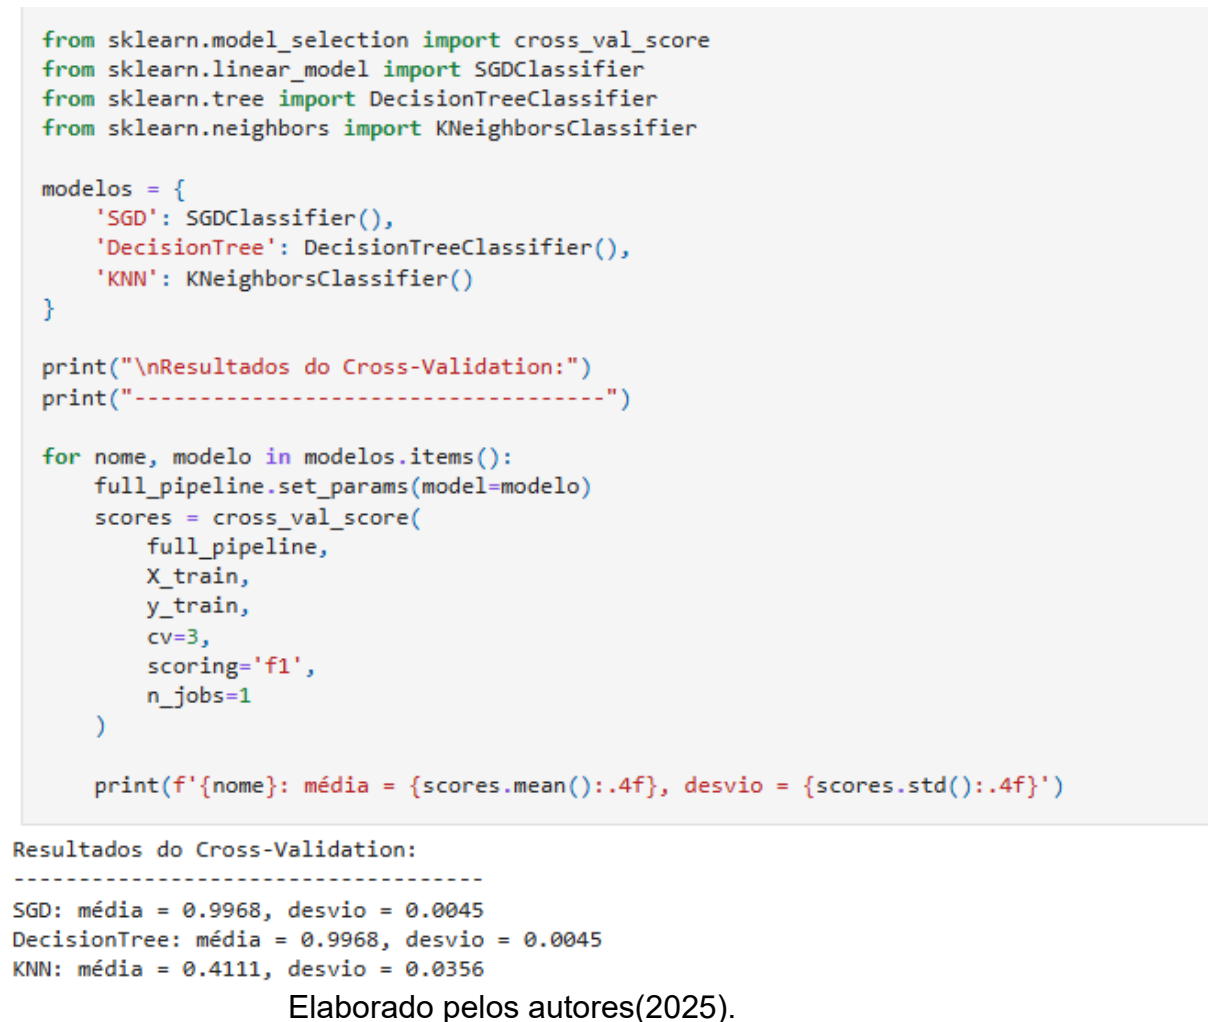 from sklearn.model_selection import cross_val_score
from sklearn.linear_model import SGDClassifier
from sklearn.tree import DecisionTreeClassifier
from sklearn.neighbors import KNeighborsClassifier
modelos = {
    'SGD': SGDClassifier(),
    'DecisionTree': DecisionTreeClassifier(),
    'KNN': KNeighborsClassifier()
}
print("\nResultados do Cross-Validation:")
print("------------------------------------")
for nome, modelo in modelos.items():
    full_pipeline.set_params(model=modelo)
    scores = cross_val_score(
        full_pipeline,
        X_train,
        y_train,
        cv=3,
        scoring='f1',
        n_jobs=1
    )
    print(f'{nome}: média = {scores.mean():.4f}, desvio = {scores.std():.4f}')
Resultados do Cross-Validation:
------------------------------------
SGD: média = 0.9968, desvio = 0.0045
DecisionTree: média = 0.9968, desvio = 0.0045
KNN: média = 0.4111, desvio = 0.0356
Elaborado pelos autores(2025).